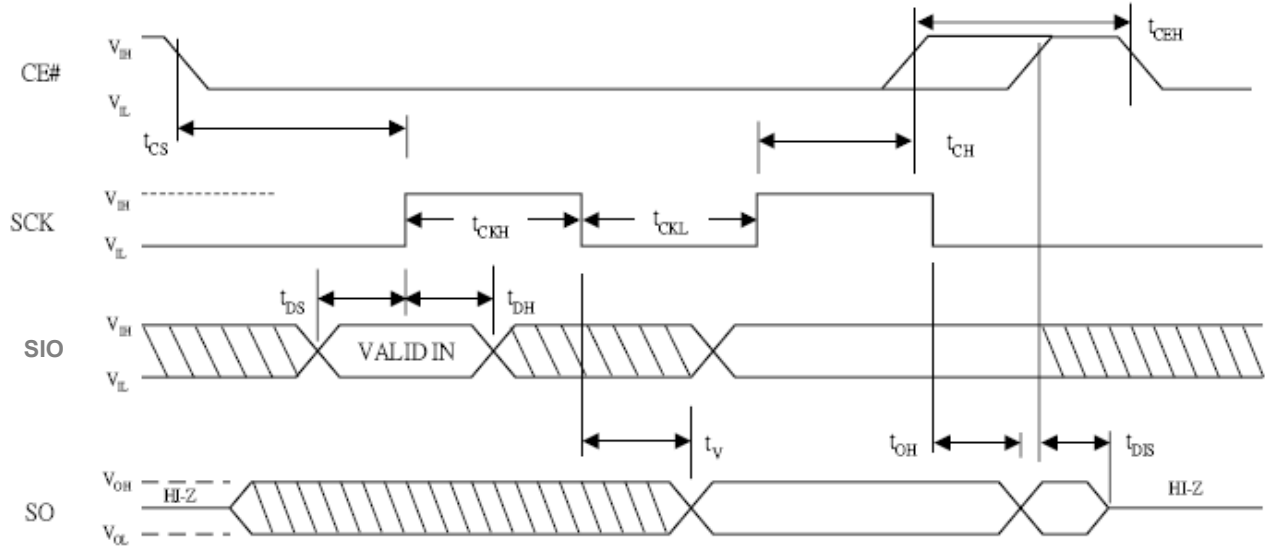 V_IH
t_CEH
CE#
V_IL
t_CS
t_CH
V_IH
SCK
t_CKH
t_CKL
V_IL
t_DS
t_DH
V_IH
SIO
VALID IN
V_IL
t_V
t_OH
t_DIS
V_OH
HI-Z
HI-Z
SO
V_OL